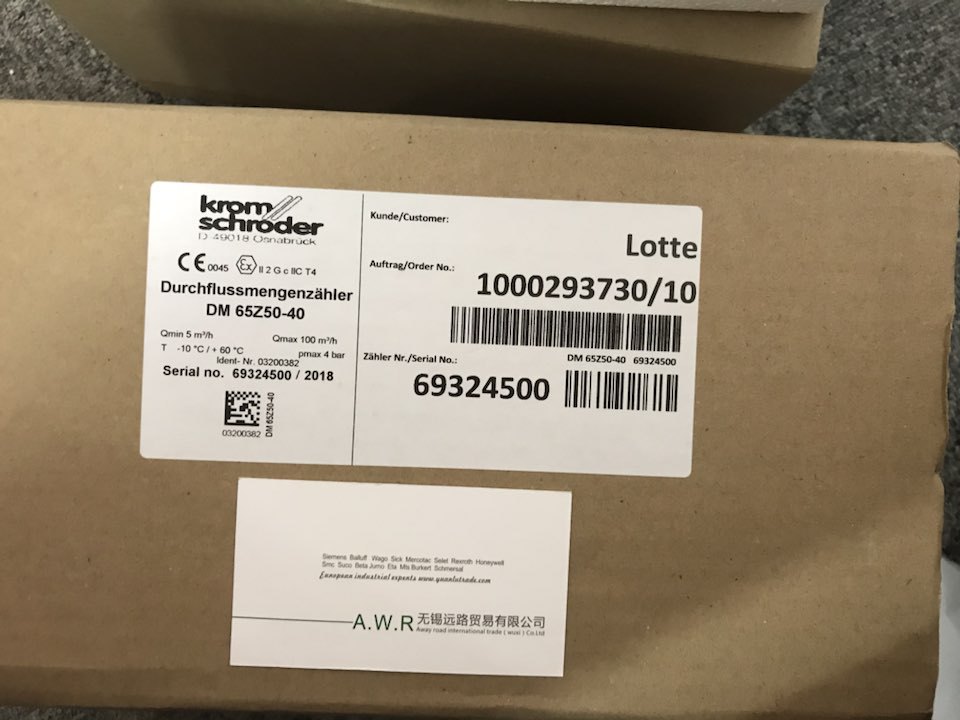 krom
schroder
D-49018 Osnabrück
CE 0045 Ex II 2 G c IIC T4
Durchflussmengenzähler
DM 65Z50-40
Qmin 5 m³/h Qmax 100 m³/h
T -10 °C / + 60 °C pmax 4 bar
Ident- Nr. 03200382
Serial no. 69324500 / 2018
03200382
DM 65Z50-40
Kunde/Customer:
Lotte
Auftrag/Order No.:
1000293730/10
Zähler Nr./Serial No.:
DM 65Z50-40 69324500
69324500
Siemens Balluff Wago Sick Mercotac Selet Rexroth Honeywell
Smc Suco Beta Jumo Eta Mts Burkert Schmersal
European industrial experts www.yuanlutrade.com
A.W.R 无锡远路贸易有限公司
Away road international trade ( wuxi ) Co.Ltd